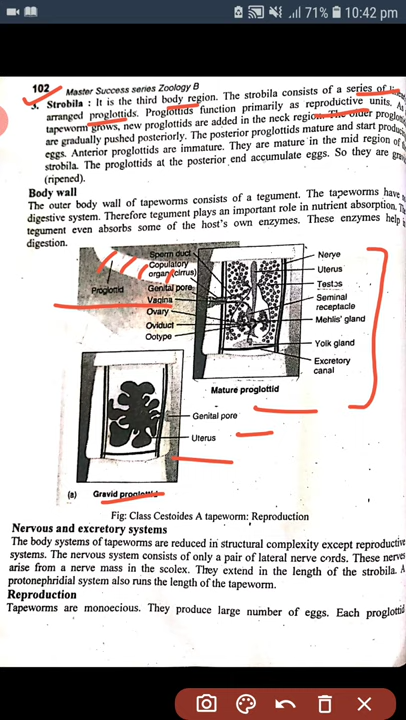 71% 10:42 pm
102 Master Success series Zoology B
3. Strobila : It is the third body region. The strobila consists of a series of
arranged proglottids. Proglottids function primarily as reproductive units. As
tapeworm grows, new proglottids are added in the neck region. The older
are gradually pushed posteriorly. The posterior proglottids mature and start
eggs. Anterior proglottids are immature. They are mature in the mid region of
strobila. The proglottids at the posterior end accumulate eggs. So they are
(ripened).
Body wall
The outer body wall of tapeworms consists of a tegument. The tapeworms have
digestive system. Therefore tegument plays an important role in nutrient absorption.
tegument even absorbs some of the host's own enzymes. These enzymes help
digestion.
Sperm duct
Copulatory
organ (cirrus)
Proglottid
Genital pore
Vagina
Ovary
Oviduct
Ootype
Nerve
Uterus
Testos
Seminal
receptacle
Mehlis' gland
Yolk gland
Excretory
canal
Mature proglottid
Genital pore
Uterus
(a) Gravid proglottid
Fig: Class Cestoides A tapeworm: Reproduction
Nervous and excretory systems
The body systems of tapeworms are reduced in structural complexity except reproductive
systems. The nervous system consists of only a pair of lateral nerve cords. These nerves
arise from a nerve mass in the scolex. They extend in the length of the strobila. A
protonephridial system also runs the length of the tapeworm.
Reproduction
Tapeworms are monoecious. They produce large number of eggs. Each proglottid